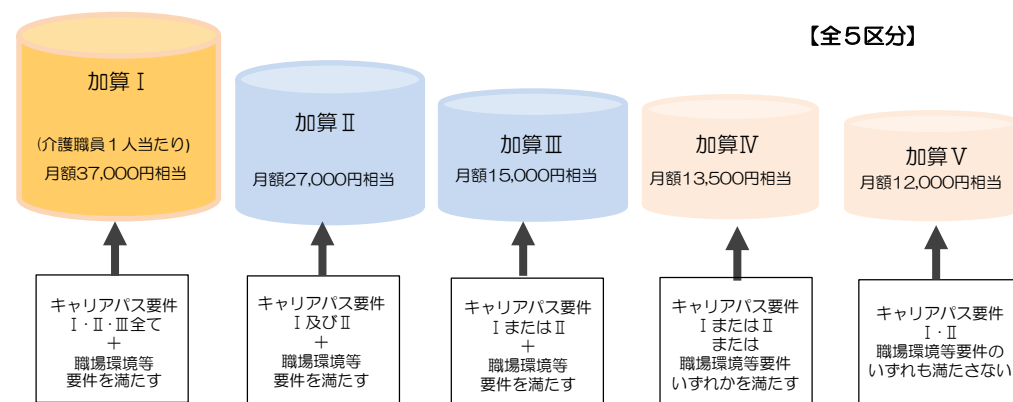 【全5区分】
加算Ⅰ
(介護職員1人当たり)
月額37,000円相当
加算Ⅱ
月額27,000円相当
加算Ⅲ
月額15,000円相当
加算Ⅳ
月額13,500円相当
加算Ⅴ
月額12,000円相当
キャリアパス要件
Ⅰ・Ⅱ・Ⅲ全て
+
職場環境等
要件を満たす
キャリアパス要件
Ⅰ及びⅡ
+
職場環境等
要件を満たす
キャリアパス要件
ⅠまたはⅡ
+
職場環境等
要件を満たす
キャリアパス要件
ⅠまたはⅡ
または
職場環境等要件
いずれかを満たす
キャリアパス要件
Ⅰ・Ⅱ
職場環境等要件の
いずれも満たさない